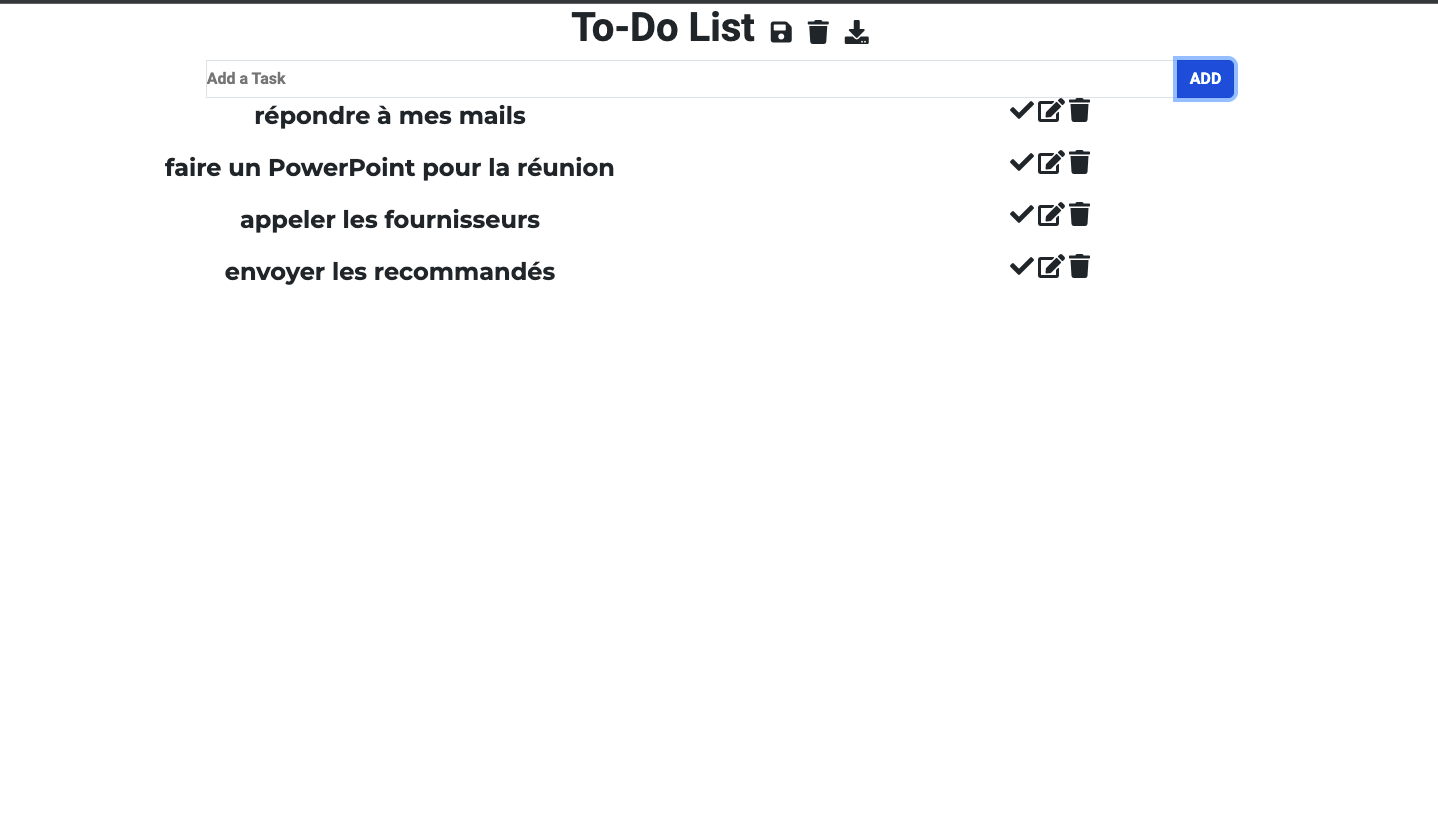 To-Do List
Add a Task
ADD
répondre à mes mails
faire un PowerPoint pour la réunion
appeler les fournisseurs
envoyer les recommandés